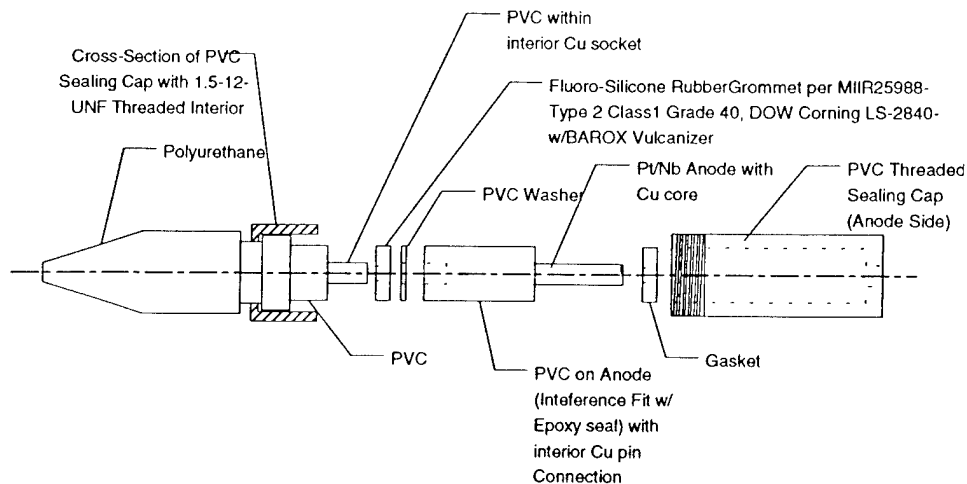 PVC within
interior Cu socket
Cross-Section of PVC
Sealing Cap with 1.5-12-
UNF Threaded Interior
Fluoro-Silicone RubberGrommet per MIIR25988-
Type 2 Class1 Grade 40, DOW Corning LS-2840-
w/BAROX Vulcanizer
Polyurethane
PVC Washer
Pt/Nb Anode with
Cu core
PVC Threaded
Sealing Cap
(Anode Side)
PVC
Gasket
PVC on Anode
(Inteference Fit w/
Epoxy seal) with
interior Cu pin
Connection